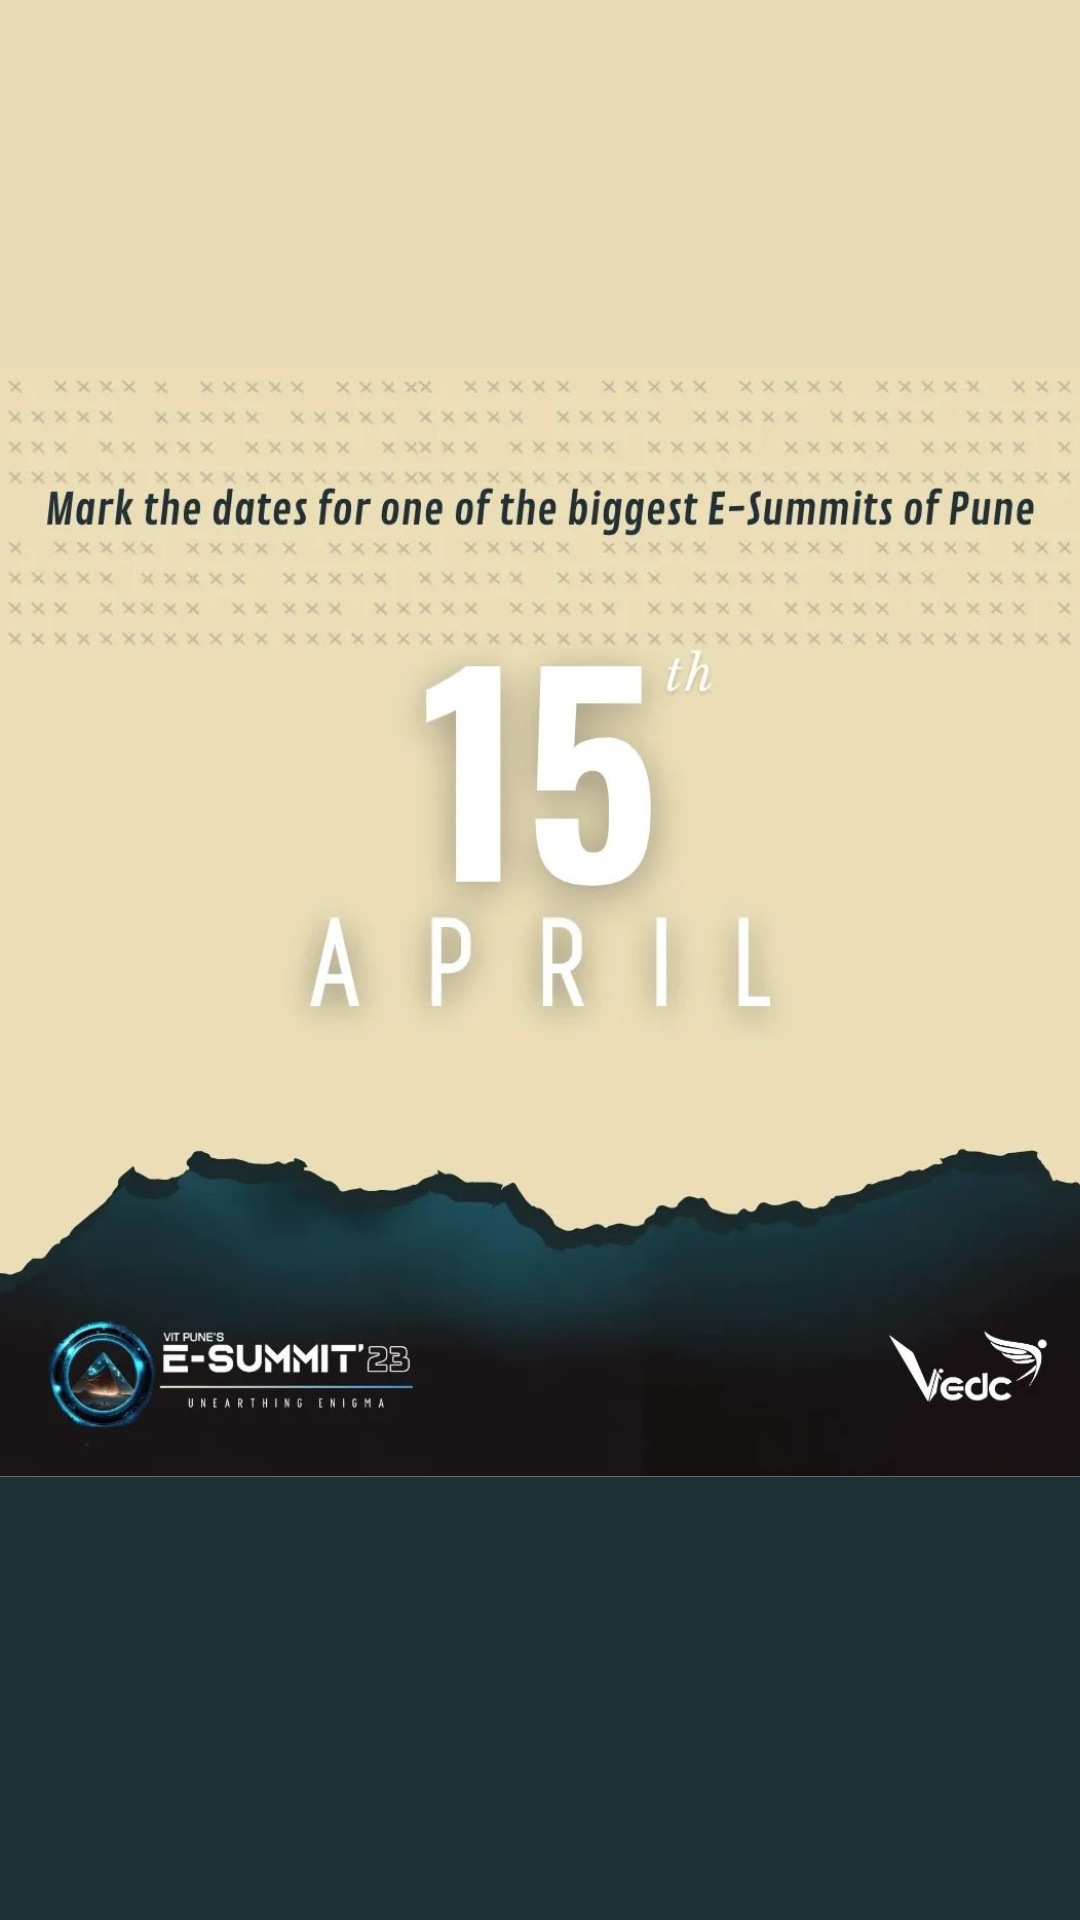 Mark the dates for one of the biggest E-Summits of Pune
15th
APRIL
VIT PUNE'S
E-SUMMIT'23
UNEARTHING ENIGMA
Vedc